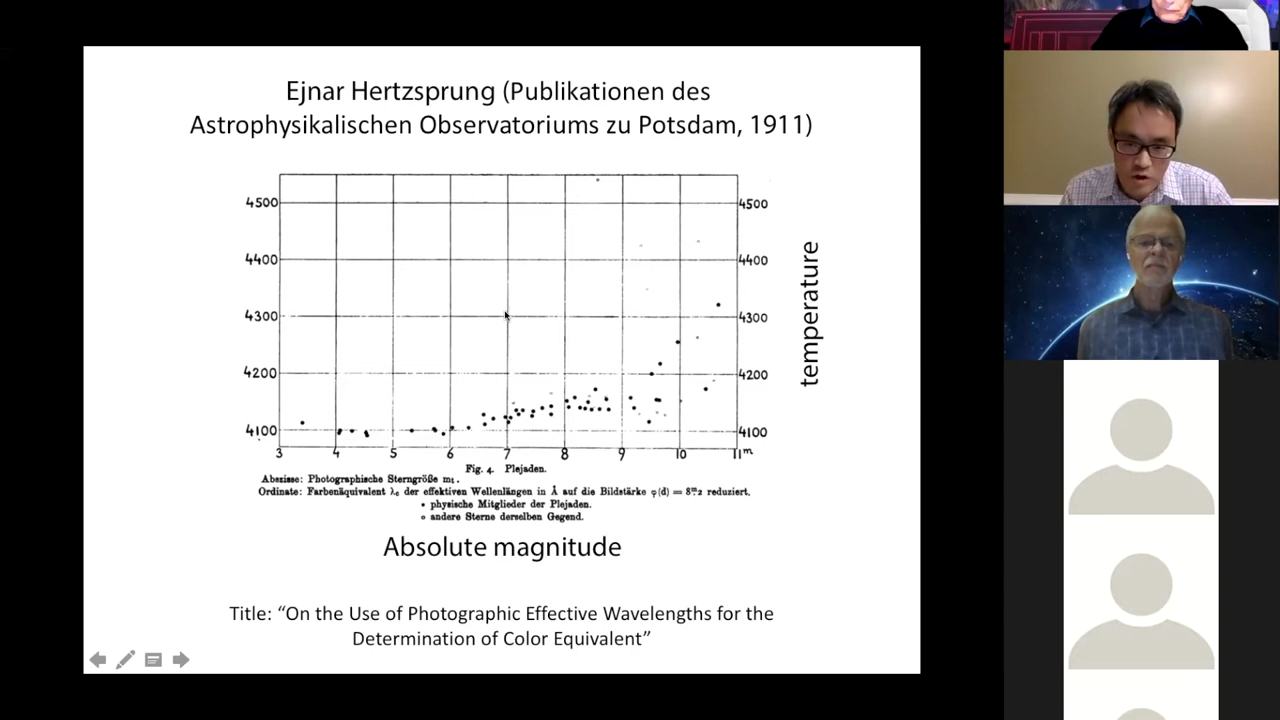 Ejnar Hertzsprung (Publikationen des
Astrophysikalischen Observatoriums zu Potsdam, 1911)
4500 4500
4400 4400
4300 4300
4200 4200
4100 4100
3 4 5 6 7 8 9 10 11m
temperature
Fig. 4. Plejaden.
Abszisse: Photographische Sterngröße mt.
Ordinate: Farbenäquivalent λe der effektiven Wellenlängen in Å auf die Bildstärke φ(d) = 8m2 reduziert.
• physische Mitglieder der Plejaden.
o andere Sterne derselben Gegend.
Absolute magnitude
Title: “On the Use of Photographic Effective Wavelengths for the
Determination of Color Equivalent”